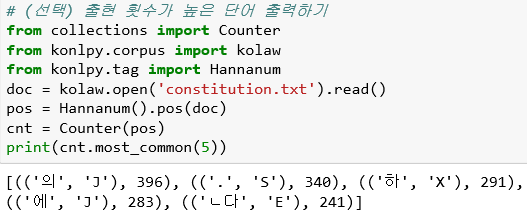 # (선택) 출현 횟수가 높은 단어 출력하기
from collections import Counter
from konlpy.corpus import kolaw
from konlpy.tag import Hannanum
doc = kolaw.open('constitution.txt').read()
pos = Hannanum().pos(doc)
cnt = Counter(pos)
print(cnt.most_common(5))
[(('의', 'J'), 396), (('.', 'S'), 340), (('하', 'X'), 291),
(('에', 'J'), 283), (('ㄴ다', 'E'), 241)]